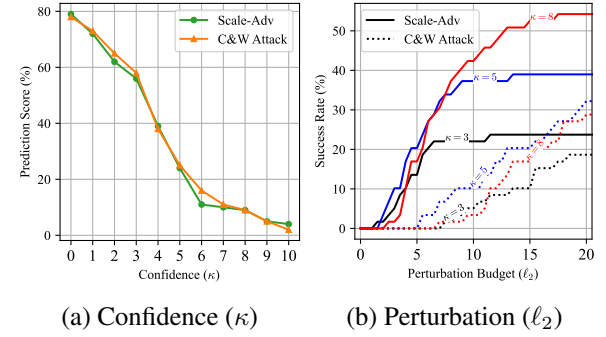 (a)
(b)
80
60
40
20
0
Prediction Score (%)
Scale-Adv
C&W Attack
0 1 2 3 4 5 6 7 8 9 10
Confidence (κ)
50
40
30
20
10
0
Success Rate (%)
Scale-Adv
C&W Attack
κ = 8
κ = 5
κ = 3
κ = 5
κ = 8
κ = 3
0 5 10 15 20
Perturbation Budget (ℓ₂)
(a) Confidence (κ)
(b) Perturbation (ℓ₂)